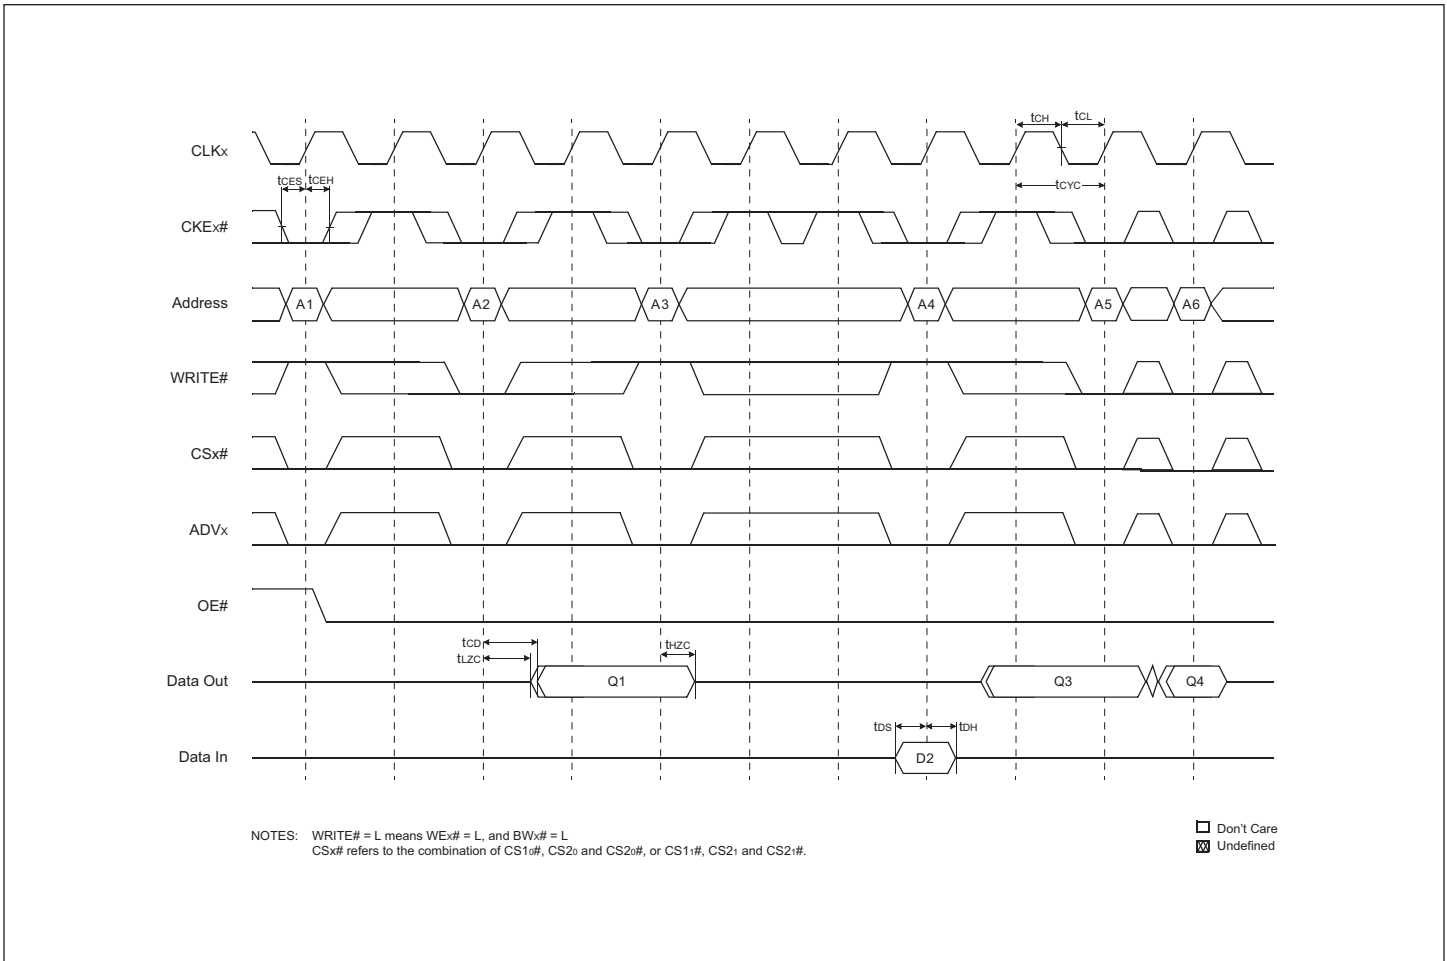 tCH
tCL
CLKx
tCES
tCEH
tCYC
CKEx#
Address
A1
A2
A3
A4
A5
A6
WRITE#
CSx#
ADVx
OE#
tCD
tLZC
tHZC
Data Out
Q1
Q3
Q4
tDS
tDH
Data In
D2
NOTES: WRITE# = L means WEx# = L, and BWx# = L
CSx# refers to the combination of CS10#, CS20 and CS20#, or CS11#, CS21 and CS21#.
Don't Care
Undefined